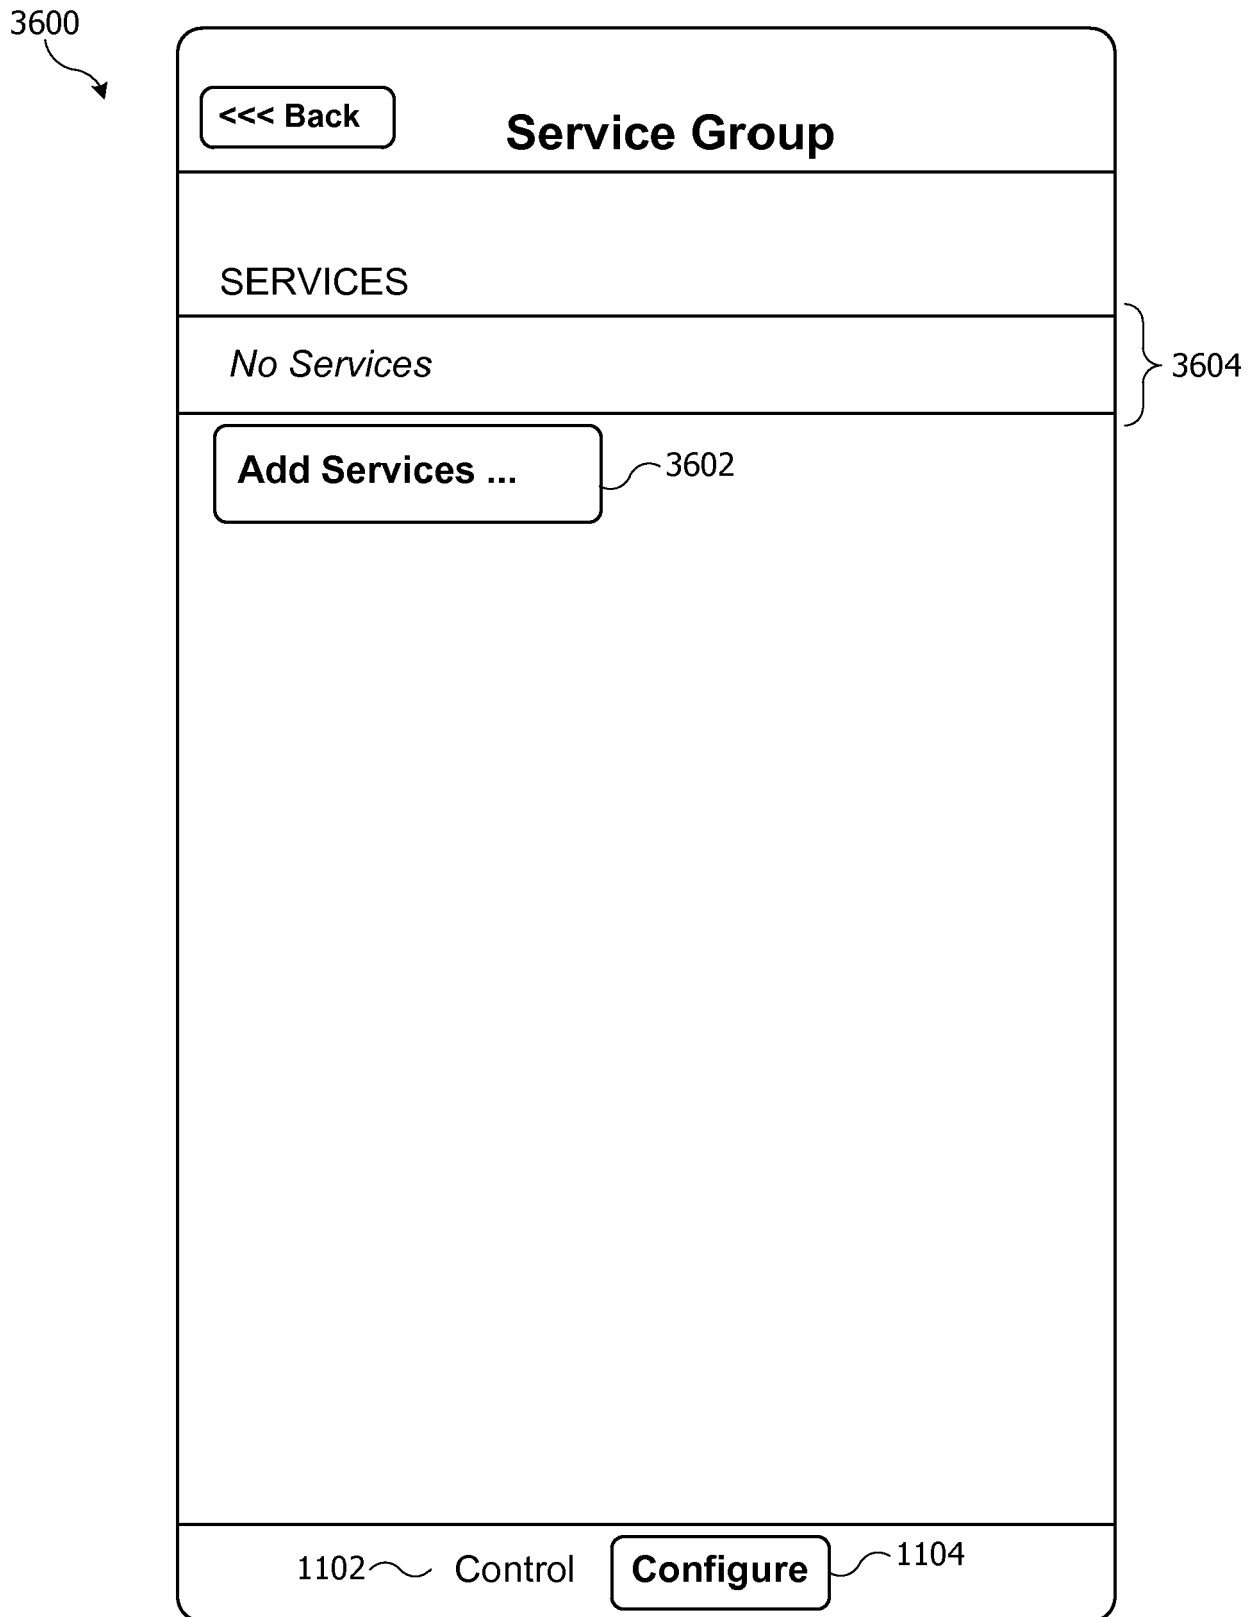 3600
<<< Back
Service Group
SERVICES
No Services
3604
Add Services ...
3602
1102 Control Configure 1104